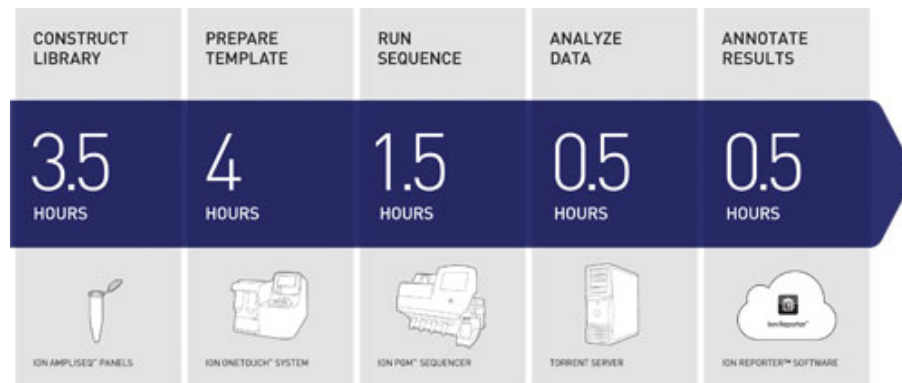 CONSTRUCT
LIBRARY
PREPARE
TEMPLATE
RUN
SEQUENCE
ANALYZE
DATA
ANNOTATE
RESULTS
3.5
HOURS
4
HOURS
1.5
HOURS
0.5
HOURS
0.5
HOURS
Ion Reporter™
ION AMPLISEQ™ PANELS
ION ONETOUCH™ SYSTEM
ION PGM™ SEQUENCER
TORRENT SERVER
ION REPORTER™ SOFTWARE